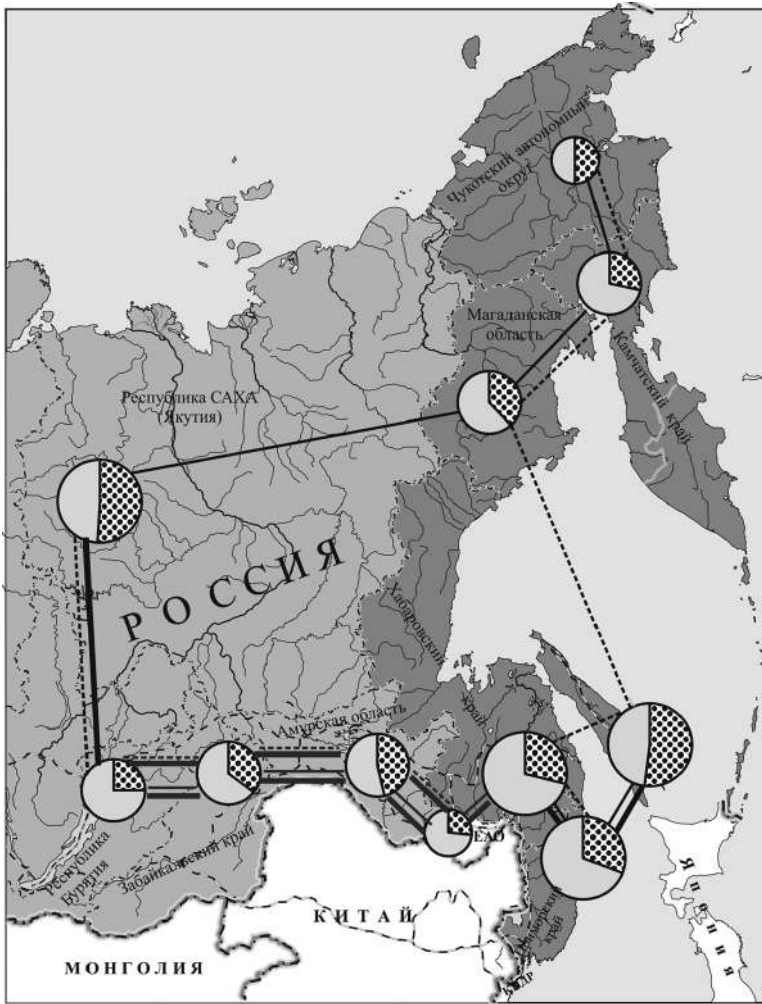 Чукотский автономный
округ
Магаданская
область
Камчатский край
Республика САХА
(Якутия)
РОССИЯ
Хабаровский
край
Амурская область
ЕАО
Республика
Бурятия
Забайкальский край
КИТАЙ
Приморский
край
Япония
МОНГОЛИЯ
КНДР